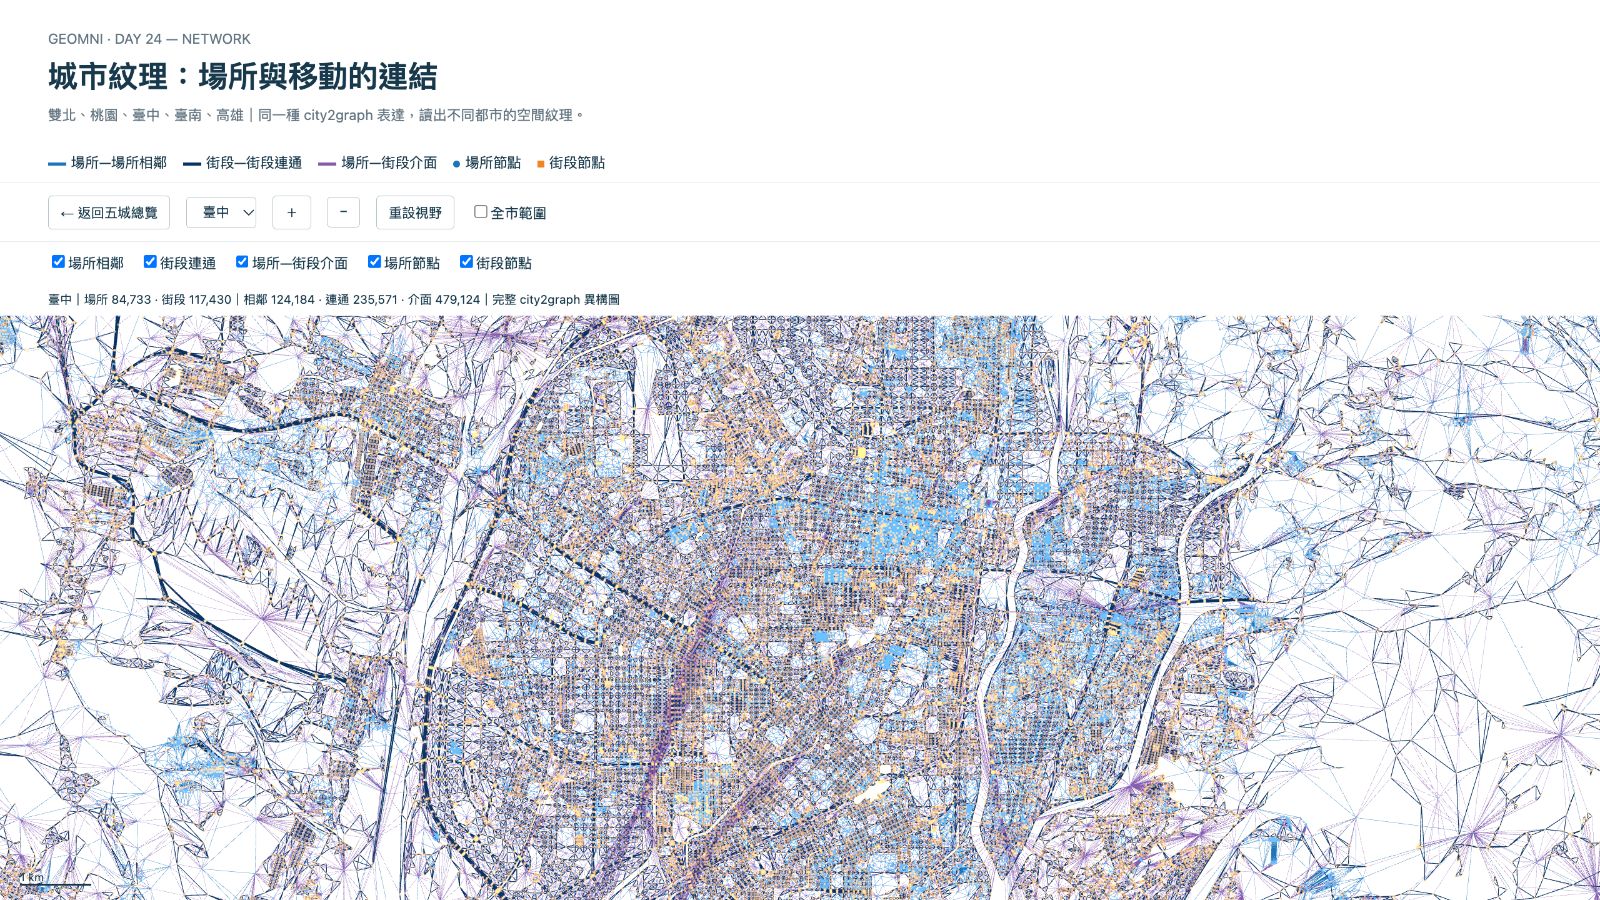 GEOMNI · DAY 24 — NETWORK
城市紋理：場所與移動的連結
雙北、桃園、臺中、臺南、高雄｜同一種 city2graph 表達，讀出不同都市的空間紋理。
場所—場所相鄰 街段—街段連通 場所—街段介面 場所節點 街段節點
← 返回五城總覽 臺中 + − 重設視野 全市範圍
場所相鄰 街段連通 場所—街段介面 場所節點 街段節點
臺中｜場所 84,733 · 街段 117,430｜相鄰 124,184 · 連通 235,571 · 介面 479,124｜完整 city2graph 異構圖
1 km